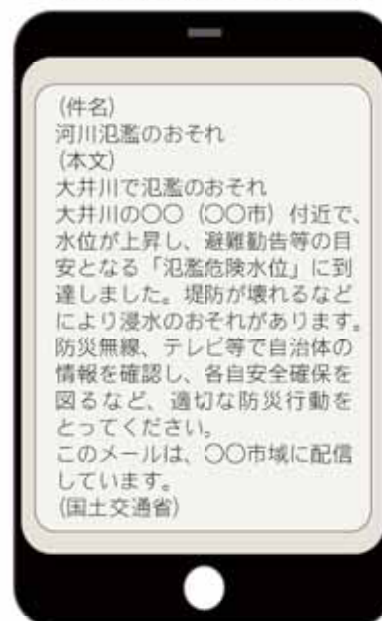 (件名)
河川氾濫のおそれ
(本文)
大井川で氾濫のおそれ
大井川の〇〇（〇〇市）付近で、
水位が上昇し、避難勧告等の目
安となる「氾濫危険水位」に到
達しました。堤防が壊れるなど
により浸水のおそれがあります。
防災無線、テレビ等で自治体の
情報を確認し、各自安全確保を
図るなど、適切な防災行動を
とってください。
このメールは、〇〇市域に配信
しています。
(国土交通省)